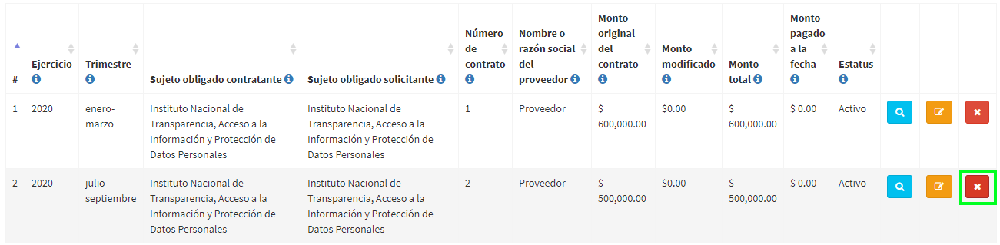 #
Ejercicio
Trimestre
Sujeto obligado contratante
Sujeto obligado solicitante
Número
de
contrato
Nombre o
razón social
del
proveedor
Monto
original
del
contrato
Monto
modificado
Monto
total
Monto
pagado
a la
fecha
Estatus
1
2020
enero-
marzo
Instituto Nacional de
Transparencia, Acceso a la
Información y Protección de
Datos Personales
Instituto Nacional de
Transparencia, Acceso a la
Información y Protección de
Datos Personales
1
Proveedor
$
600,000.00
$0.00
$
600,000.00
$ 0.00
Activo
2
2020
julio-
septiembre
Instituto Nacional de
Transparencia, Acceso a la
Información y Protección de
Datos Personales
Instituto Nacional de
Transparencia, Acceso a la
Información y Protección de
Datos Personales
2
Proveedor
$
500,000.00
$0.00
$
500,000.00
$ 0.00
Activo